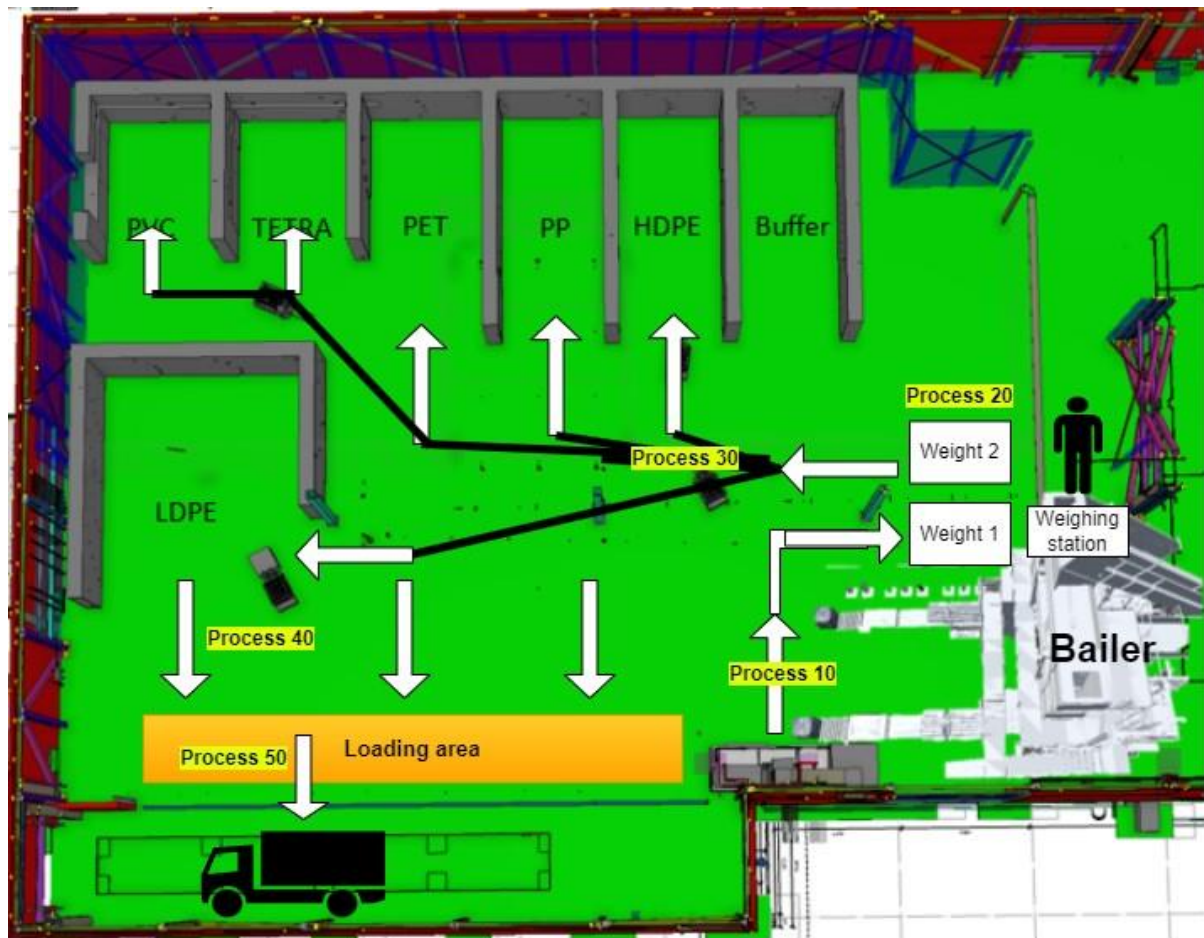 PVC
TETRA
PET
PP
HDPE
Buffer
Process 20
Weight 2
Process 30
LDPE
Weight 1
Weighing
station
Process 40
Process 10
Bailer
Process 50
Loading area